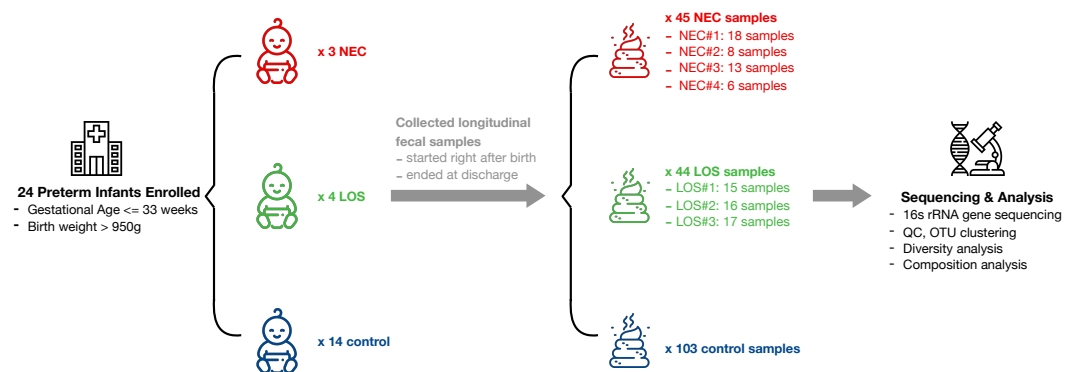 24 Preterm Infants Enrolled
- Gestational Age <= 33 weeks
- Birth weight > 950g
x 3 NEC
x 4 LOS
x 14 control
Collected longitudinal
fecal samples
- started right after birth
- ended at discharge
x 45 NEC samples
- NEC#1: 18 samples
- NEC#2: 8 samples
- NEC#3: 13 samples
- NEC#4: 6 samples
x 44 LOS samples
- LOS#1: 15 samples
- LOS#2: 16 samples
- LOS#3: 17 samples
x 103 control samples
Sequencing & Analysis
- 16s rRNA gene sequencing
- QC, OTU clustering
- Diversity analysis
- Composition analysis